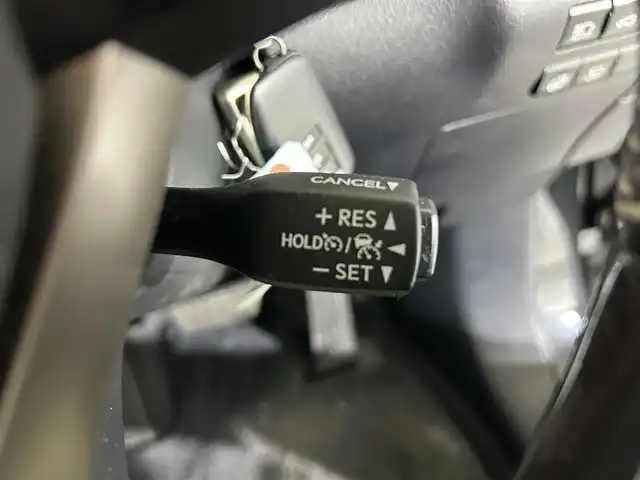 CANCEL▼
+ RES ▲
HOLD / ◄
− SET ▼